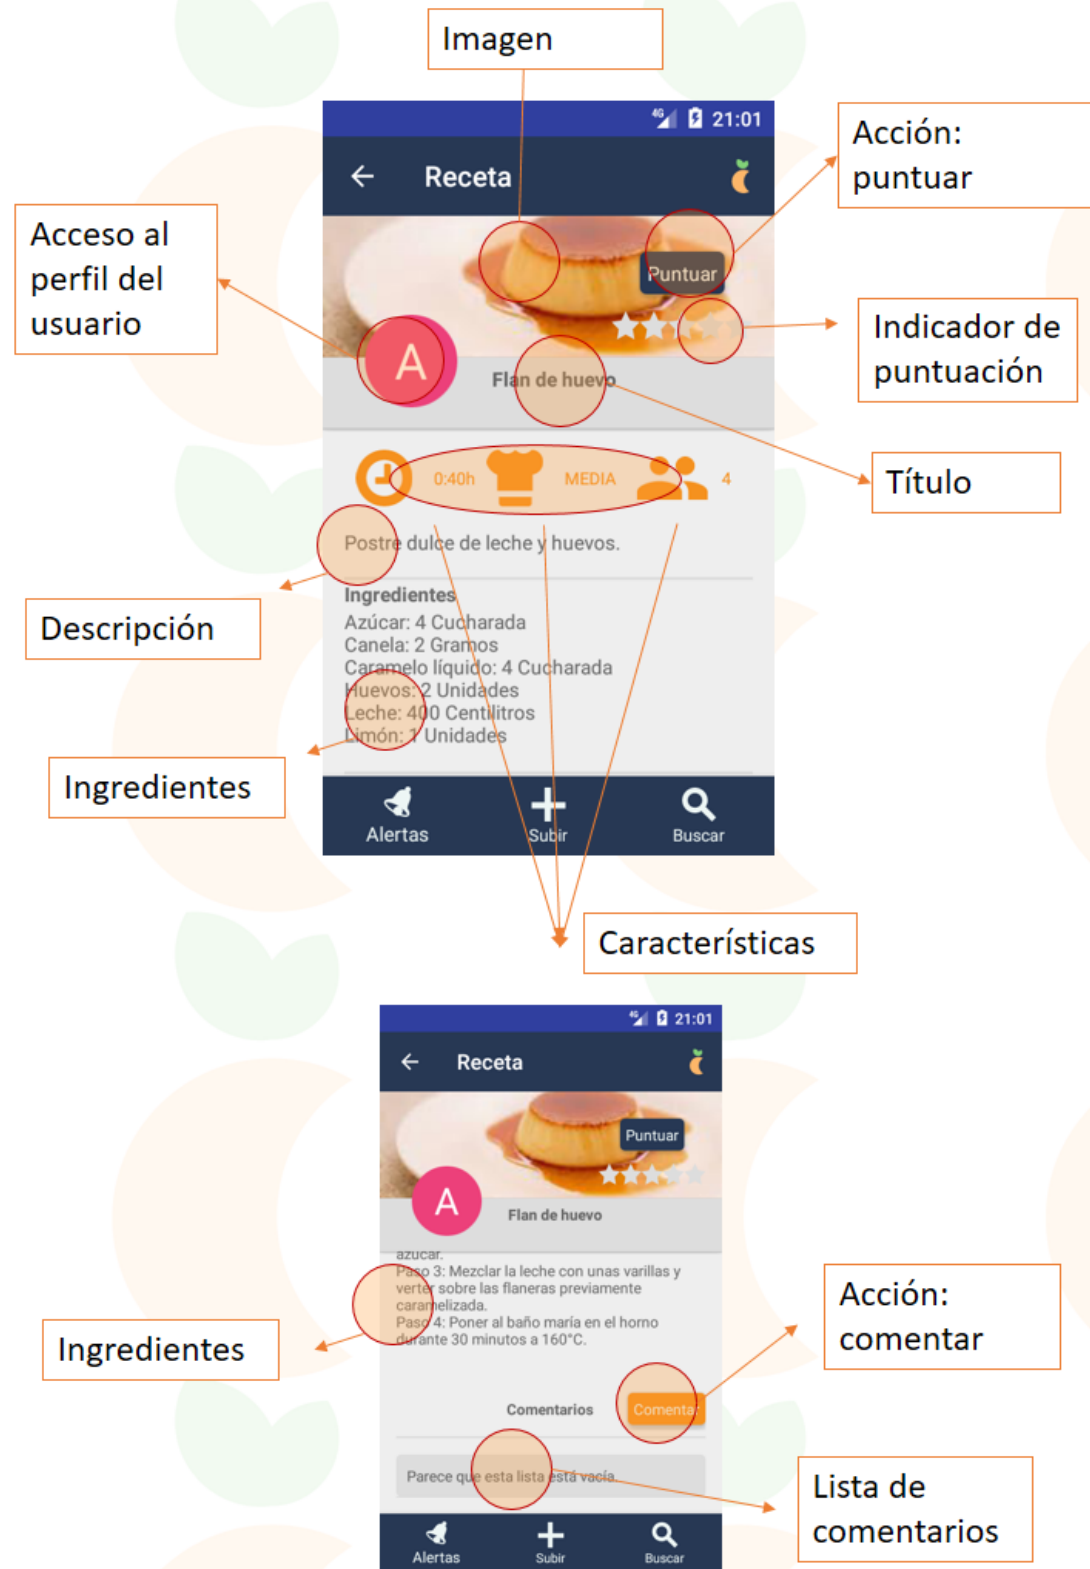 Imagen
4G 21:01
Acción:
puntuar
Receta
Acceso al
perfil del
usuario
Puntuar
Indicador de
puntuación
A
Flan de huevo
Título
0:40h MEDIA 4
Postre dulce de leche y huevos.
Descripción
Ingredientes
Azúcar: 4 Cucharada
Canela: 2 Gramos
Caramelo líquido: 4 Cucharada
Huevos: 2 Unidades
Leche: 400 Centilitros
Limón: 1 Unidades
Ingredientes
Alertas Subir Buscar
Características
4G 21:01
Receta
Puntuar
A
Flan de huevo
azúcar.
Paso 3: Mezclar la leche con unas varillas y
verter sobre las flaneras previamente
caramelizada.
Paso 4: Poner al baño maría en el horno
durante 30 minutos a 160°C.
Ingredientes
Acción:
comentar
Comentarios Comentar
Parece que esta lista está vacía.
Lista de
comentarios
Alertas Subir Buscar